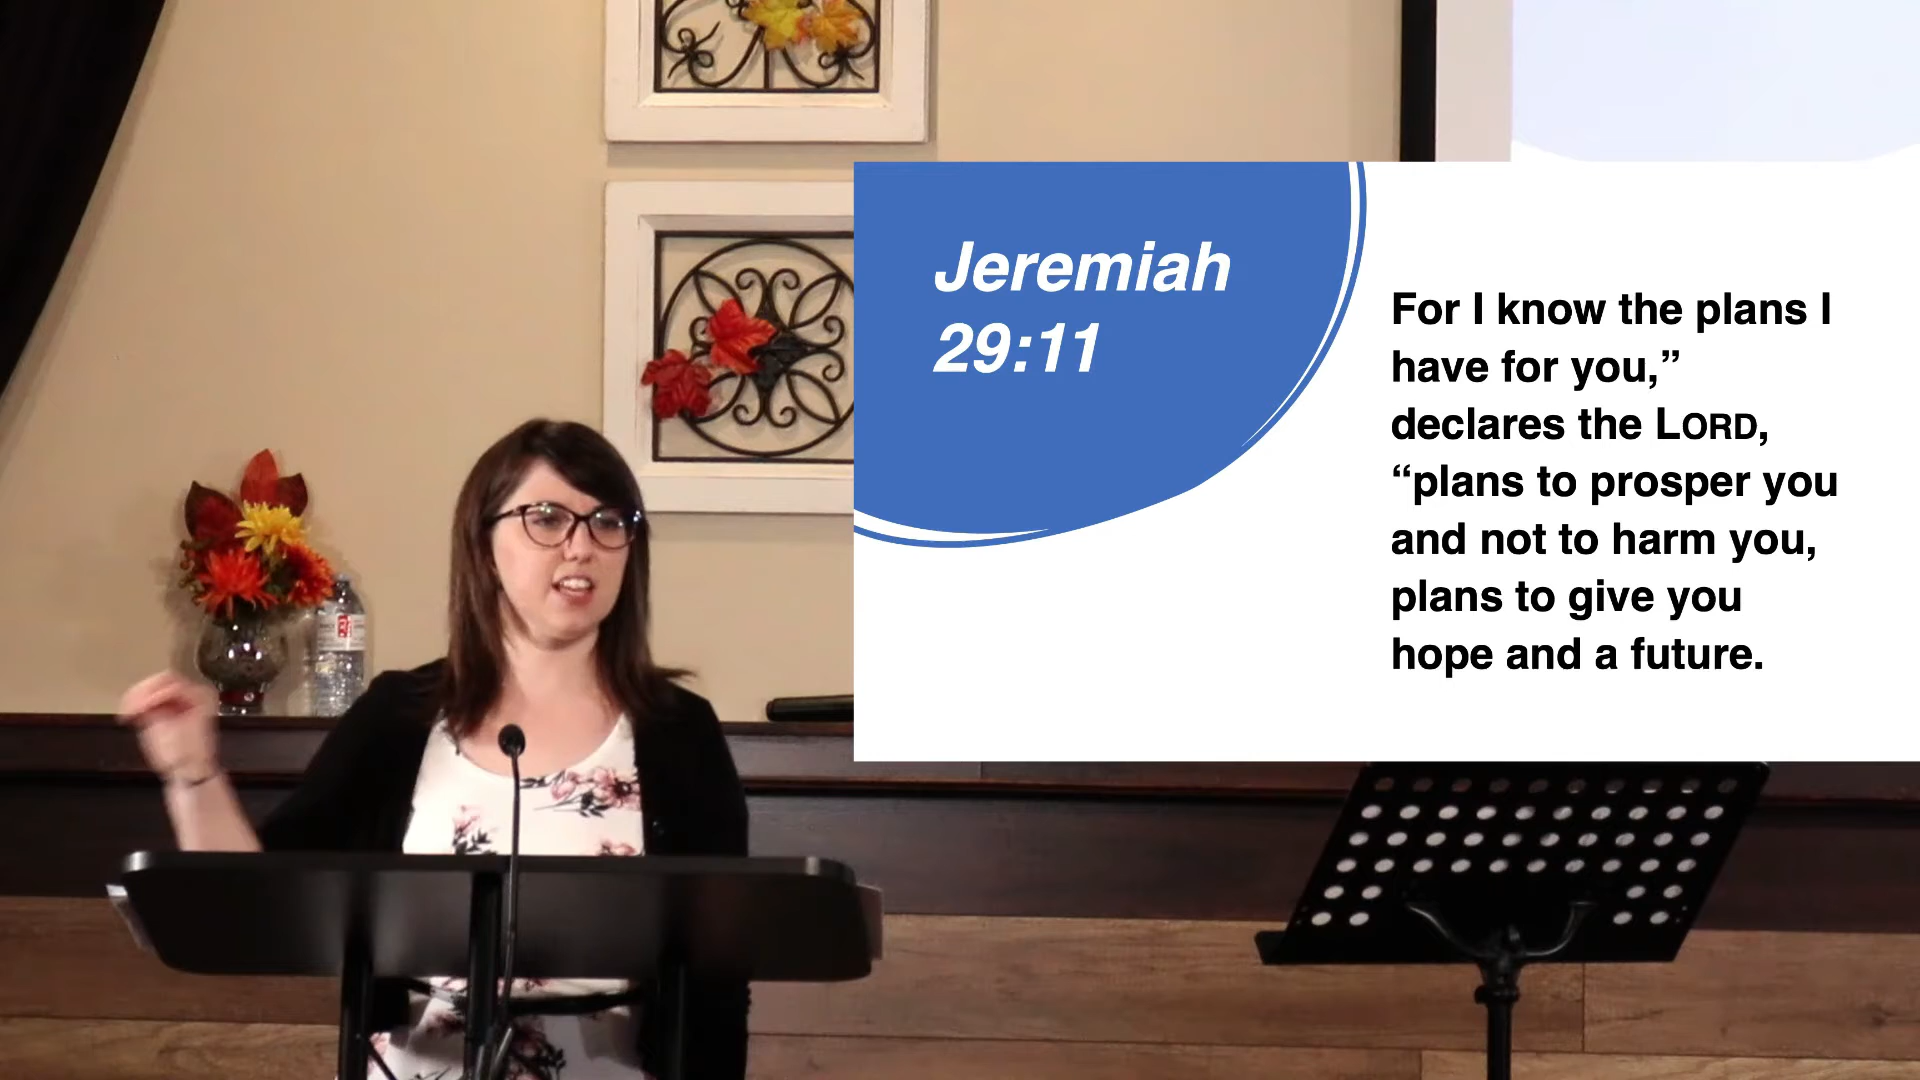 Jeremiah
29:11
For I know the plans I
have for you,”
declares the LORD,
“plans to prosper you
and not to harm you,
plans to give you
hope and a future.